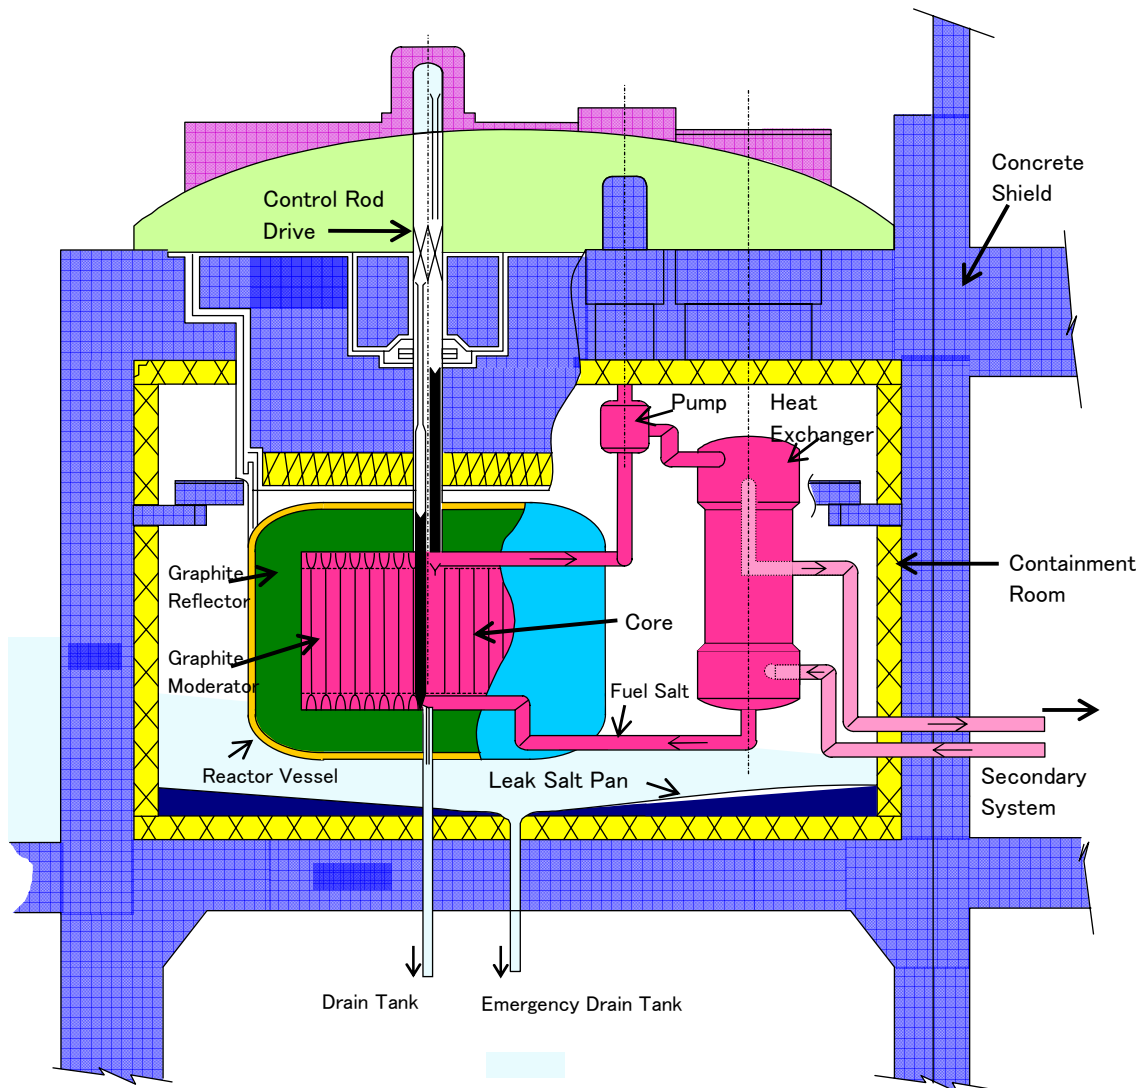 Concrete
Shield
Control Rod
Drive
Pump
Heat
Exchanger
Containment
Room
Graphite
Reflector
Core
Graphite
Moderator
Fuel Salt
Reactor Vessel
Leak Salt Pan
Secondary
System
Drain Tank
Emergency Drain Tank